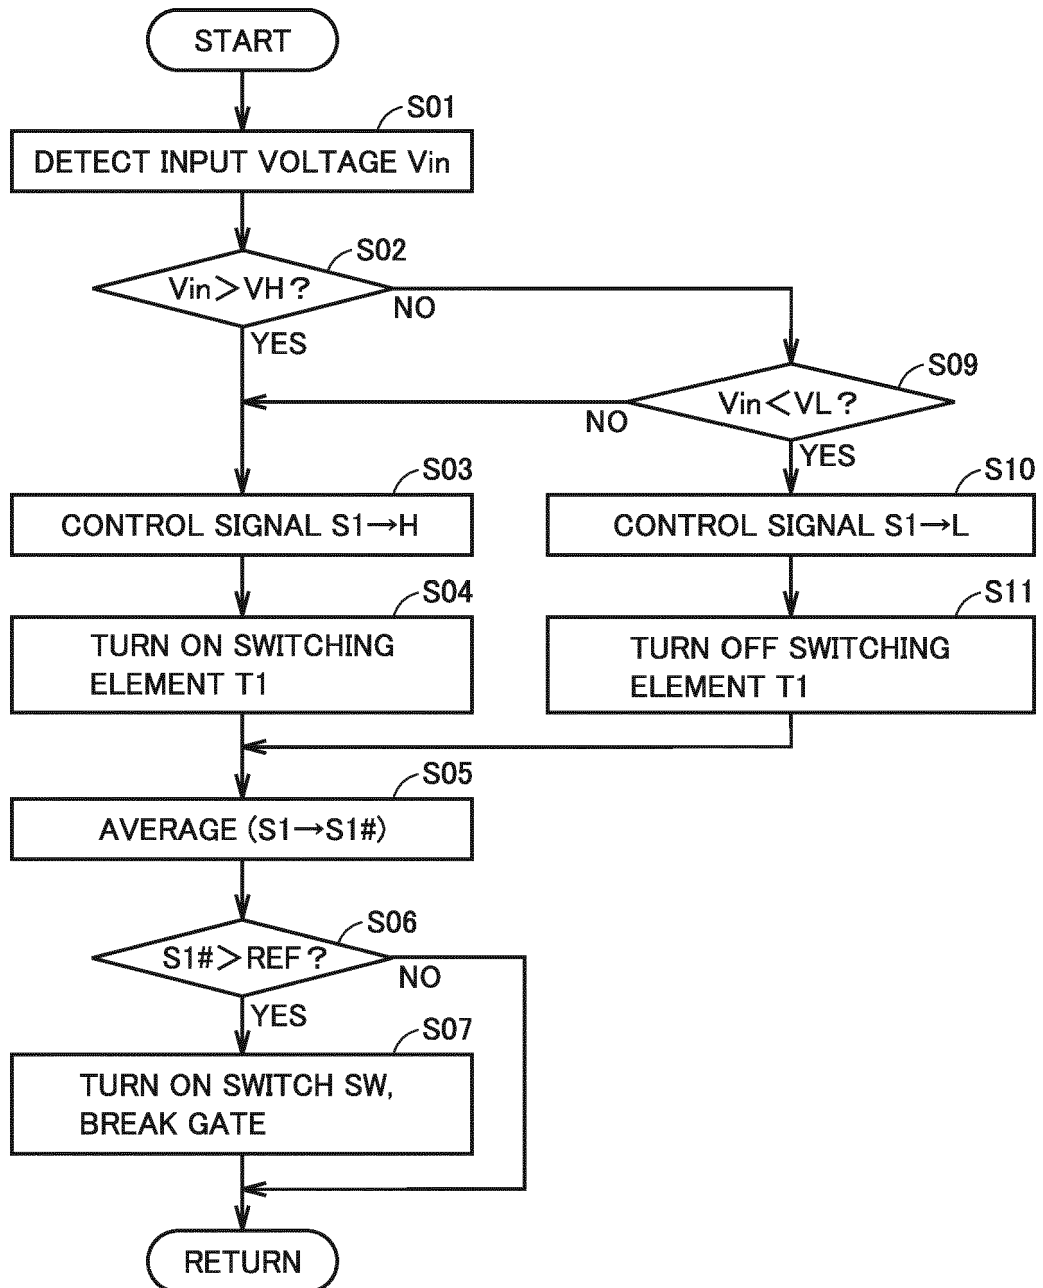 START
S01
DETECT INPUT VOLTAGE Vin
S02
Vin＞VH？
NO
YES
S09
Vin＜VL？
NO
YES
S03
CONTROL SIGNAL S1→H
S10
CONTROL SIGNAL S1→L
S04
TURN ON SWITCHING
ELEMENT T1
S11
TURN OFF SWITCHING
ELEMENT T1
S05
AVERAGE (S1→S1#)
S06
S1#＞REF？
NO
YES
S07
TURN ON SWITCH SW,
BREAK GATE
RETURN